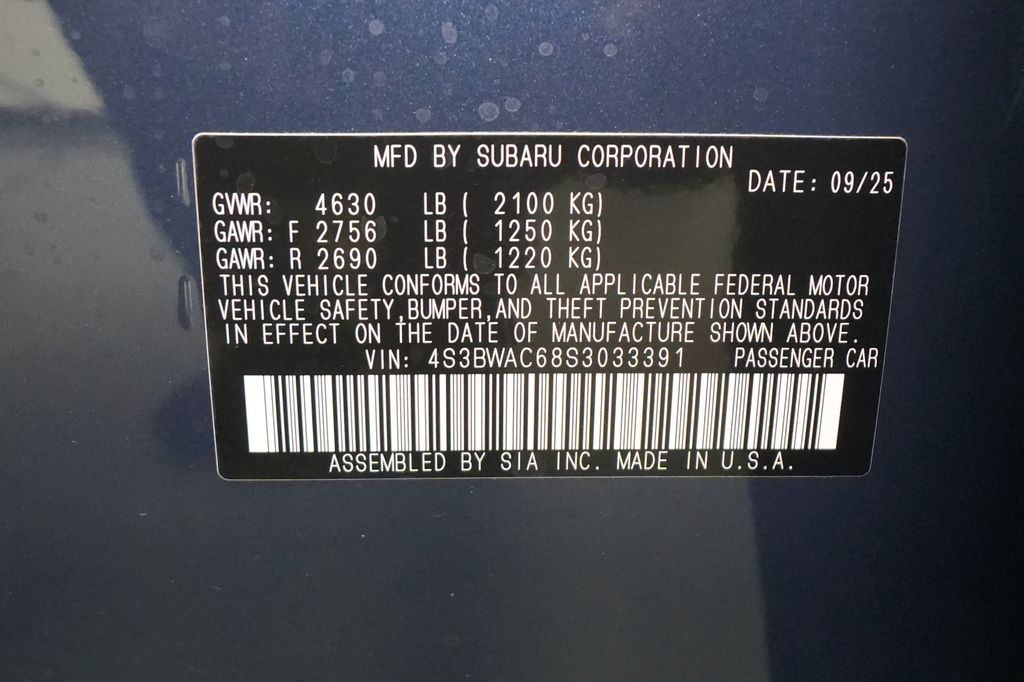 MFD BY SUBARU CORPORATION
DATE: 09/25
GVWR: 4630 LB ( 2100 KG)
GAWR: F 2756 LB ( 1250 KG)
GAWR: R 2690 LB ( 1220 KG)
THIS VEHICLE CONFORMS TO ALL APPLICABLE FEDERAL MOTOR
VEHICLE SAFETY,BUMPER,AND THEFT PREVENTION STANDARDS
IN EFFECT ON THE DATE OF MANUFACTURE SHOWN ABOVE.
VIN: 4S3BWAC68S3033391 PASSENGER CAR
ASSEMBLED BY SIA INC. MADE IN U.S.A.